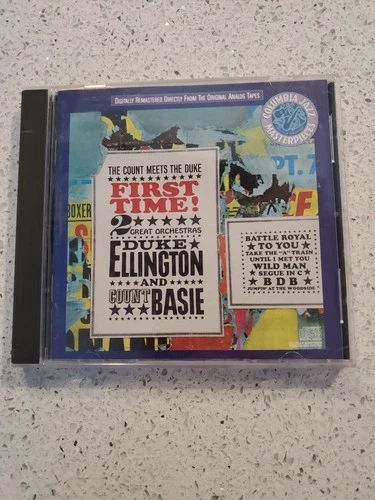 DIGITALLY REMASTERED DIRECTLY FROM THE ORIGINAL ANALOG TAPES
COLUMBIA JAZZ
MASTERPIECES
THE COUNT MEETS THE DUKE
FIRST
TIME!
2
GREAT ORCHESTRAS
DUKE
ELLINGTON
AND
COUNT BASIE
BOXER
PT. 7
BATTLE ROYAL
TO YOU
TAKE THE "A" TRAIN
UNTIL I MET YOU
WILD MAN
SEGUE IN C
B D B
JUMPIN' AT THE WOODSIDE